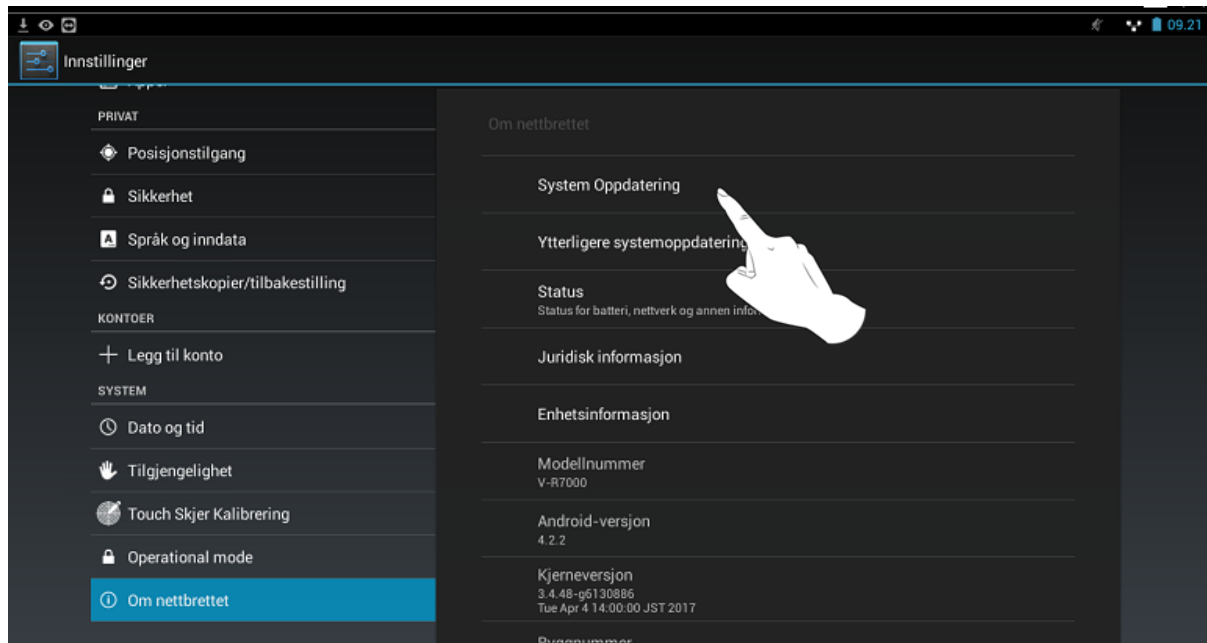 09.21
Innstillinger
PRIVAT
Posisjonstilgang
Sikkerhet
Språk og inndata
Sikkerhetskopier/tilbakestilling
KONTOER
Legg til konto
SYSTEM
Dato og tid
Tilgjengelighet
Touch Skjer Kalibrering
Operational mode
Om nettbrettet
Om nettbrettet
System Oppdatering
Ytterligere systemoppdatering
Status
Status for batteri, nettverk og annen
Juridisk informasjon
Enhetsinformasjon
Modellnummer
V-R7000
Android-versjon
4.2.2
Kjerneversjon
3.4.48-g6130886
Tue Apr 4 14:00:00 JST 2017